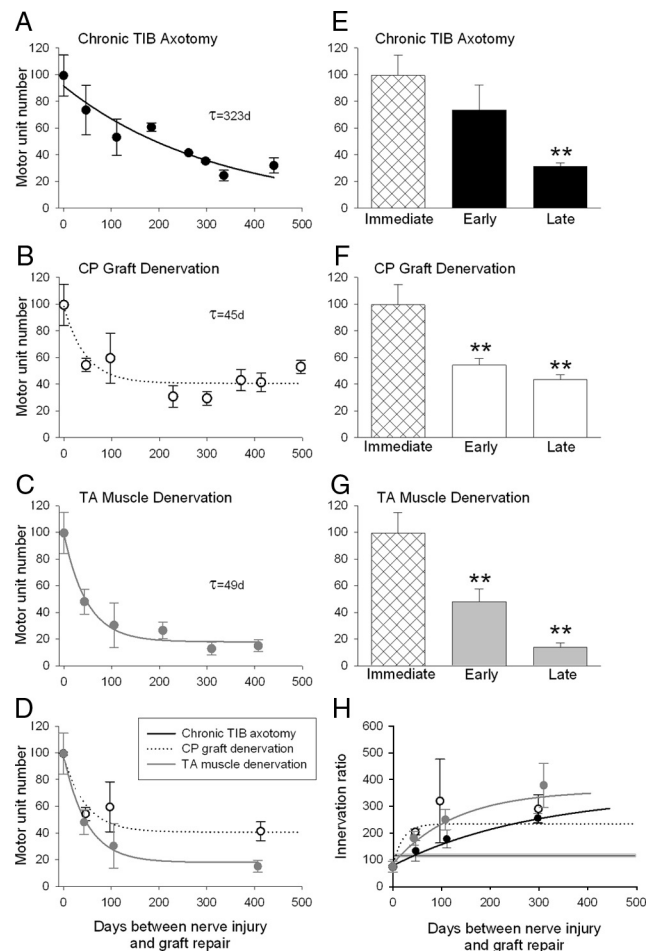 A
Chronic TIB Axotomy
Motor unit number
120
100
80
60
40
20
0
τ=323d
0 100 200 300 400 500
B
CP Graft Denervation
Motor unit number
120
100
80
60
40
20
0
τ=45d
0 100 200 300 400 500
C
TA Muscle Denervation
Motor unit number
120
100
80
60
40
20
0
τ=49d
0 100 200 300 400 500
D
Motor unit number
120
100
80
60
40
20
0
Chronic TIB axotomy
CP graft denervation
TA muscle denervation
0 100 200 300 400 500
Days between nerve injury
and graft repair
E
Chronic TIB Axotomy
120
100
80
60
40
20
0
**
Immediate Early Late
F
CP Graft Denervation
120
100
80
60
40
20
0
** **
Immediate Early Late
G
TA Muscle Denervation
120
100
80
60
40
20
0
** **
Immediate Early Late
H
Innervation ratio
600
500
400
300
200
100
0
0 100 200 300 400 500
Days between nerve injury
and graft repair